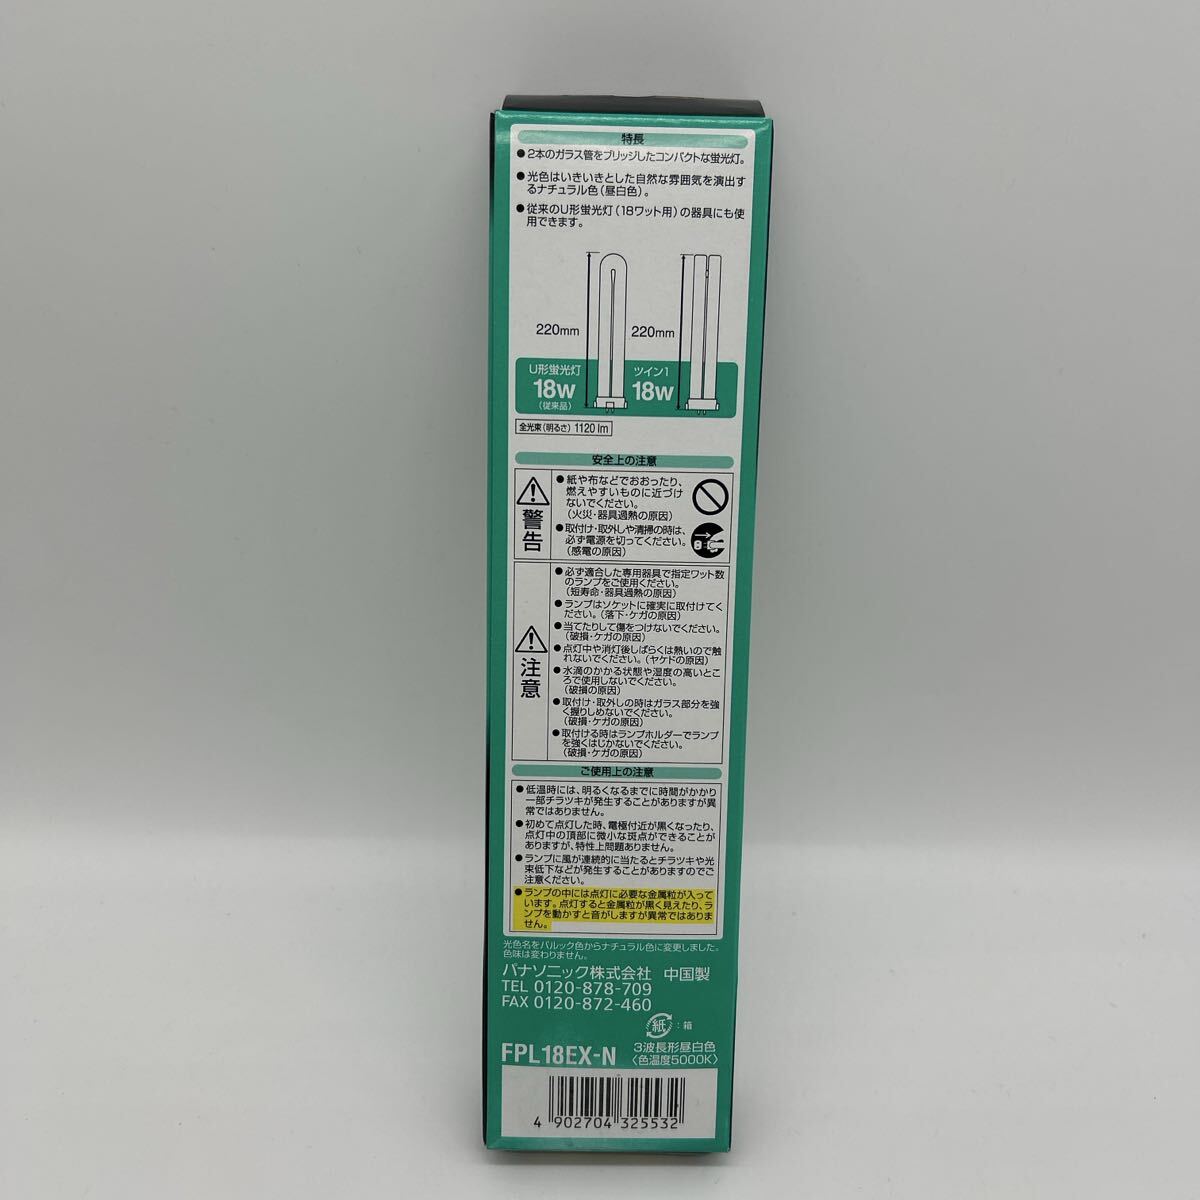 特長
●2本のガラス管をブリッジしたコンパクトな蛍光灯。
●光色はいきいきとした自然な雰囲気を演出す
るナチュラル色（昼白色）。
●従来のU形蛍光灯（18ワット用）の器具にも使
用できます。
220mm
220mm
U形蛍光灯
18W
（従来品）
ツイン1
18W
全光束（明るさ） 1120 lm
安全上の注意
警告
●紙や布などでおおったり、
燃えやすいものに近づけ
ないでください。
（火災・器具過熱の原因）
●取付け・取外しや清掃の時は、
必ず電源を切ってください。
（感電の原因）
注意
●必ず適合した専用器具で指定ワット数
のランプをご使用ください。
（短寿命・器具過熱の原因）
●ランプはソケットに確実に取付けてく
ださい。（落下・ケガの原因）
●当てたりして傷をつけないでください。
（破損・ケガの原因）
●点灯中や消灯後しばらくは熱いので触
れないでください。（ヤケドの原因）
●水滴のかかる状態や湿度の高いとこ
ろで使用しないでください。
（破損の原因）
●取付け・取外しの時はガラス部分を強
く握りしめないでください。
（破損・ケガの原因）
●取付ける時はランプホルダーでランプ
を強くはじかないでください。
（破損・ケガの原因）
ご使用上の注意
●低温時には、明るくなるまでに時間がかかり
一部チラツキが発生することがありますが異
常ではありません。
●初めて点灯した時、電極付近が黒くなったり、
点灯中の頂部に微小な斑点ができることが
ありますが、特性上問題ありません。
●ランプに風が連続的に当たるとチラツキや光
束低下などが発生することがありますのでご
注意ください。
●ランプの中には点灯に必要な金属粒が入って
います。点灯すると金属粒が黒く見えたり、ラ
ンプを動かすと音がしますが異常ではありま
せん。
光色名をパルック色からナチュラル色に変更しました。
色味は変わりません。
パナソニック株式会社 中国製
TEL 0120-878-709
FAX 0120-872-460
紙：箱
FPL18EX-N
3波長形昼白色
〈色温度5000K〉
4 902704 325532